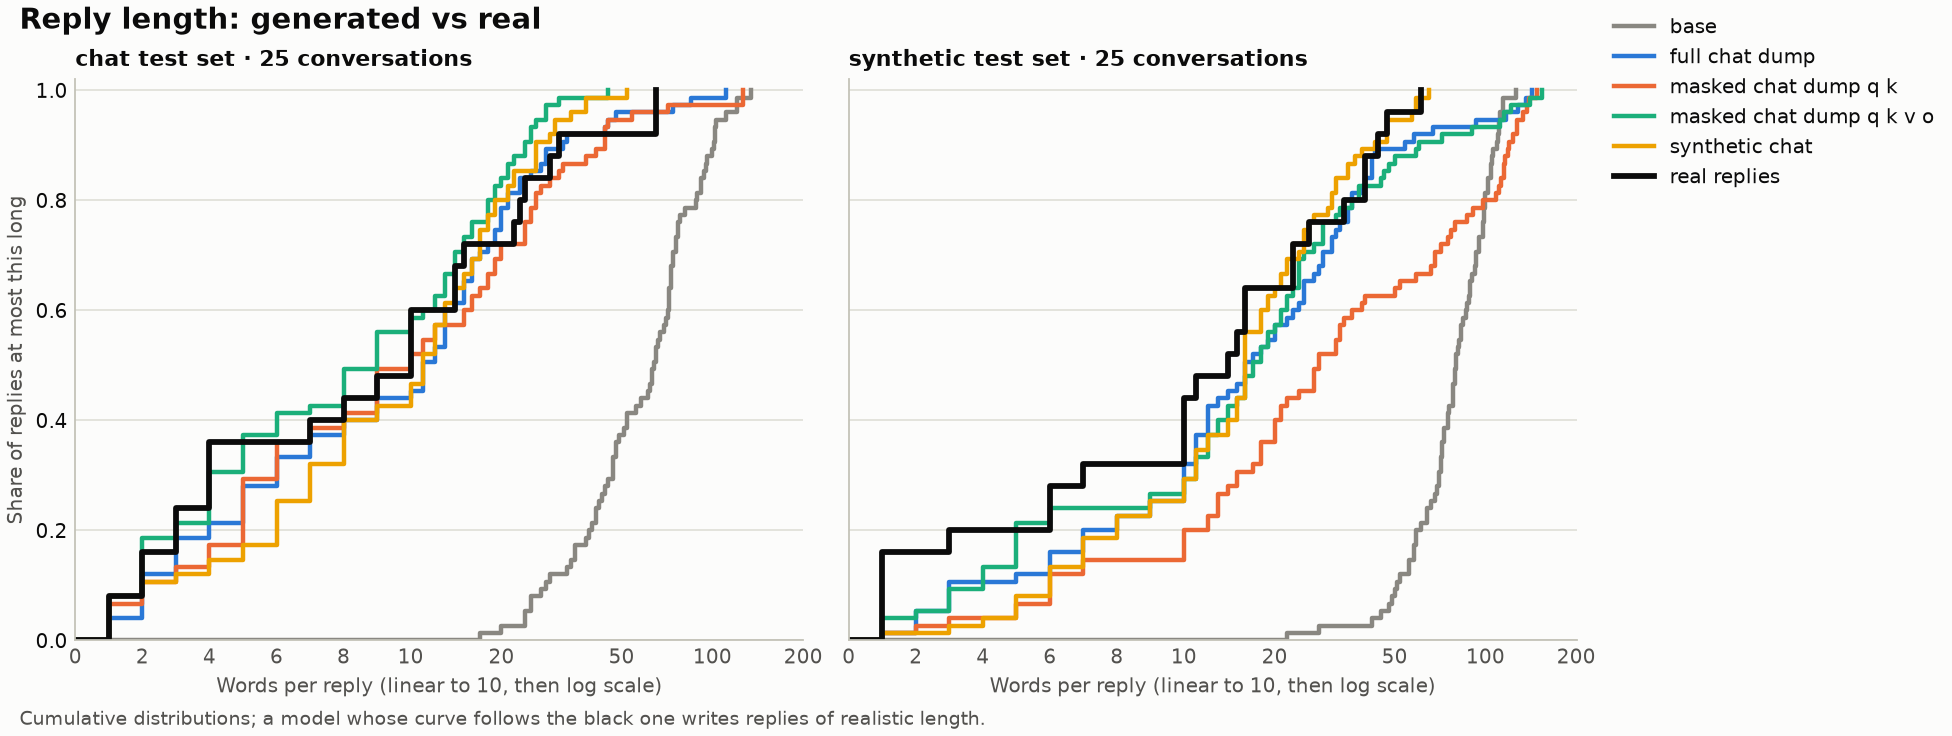 Reply length: generated vs real
chat test set · 25 conversations
synthetic test set · 25 conversations
base
full chat dump
masked chat dump q k
masked chat dump q k v o
synthetic chat
real replies
Share of replies at most this long
1.0
0.8
0.6
0.4
0.2
0.0
0 2 4 6 8 10 20 50 100 200
0 2 4 6 8 10 20 50 100 200
Words per reply (linear to 10, then log scale)
Words per reply (linear to 10, then log scale)
Cumulative distributions; a model whose curve follows the black one writes replies of realistic length.